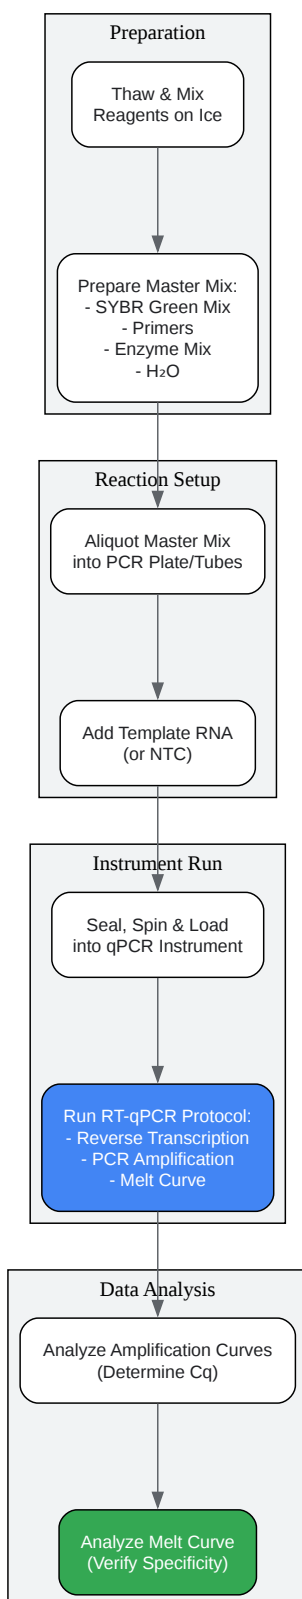 Preparation
Thaw & Mix
Reagents on Ice
Prepare Master Mix:
- SYBR Green Mix
- Primers
- Enzyme Mix
- H₂O
Reaction Setup
Aliquot Master Mix
into PCR Plate/Tubes
Add Template RNA
(or NTC)
Instrument Run
Seal, Spin & Load
into qPCR Instrument
Run RT-qPCR Protocol:
- Reverse Transcription
- PCR Amplification
- Melt Curve
Data Analysis
Analyze Amplification Curves
(Determine Cq)
Analyze Melt Curve
(Verify Specificity)